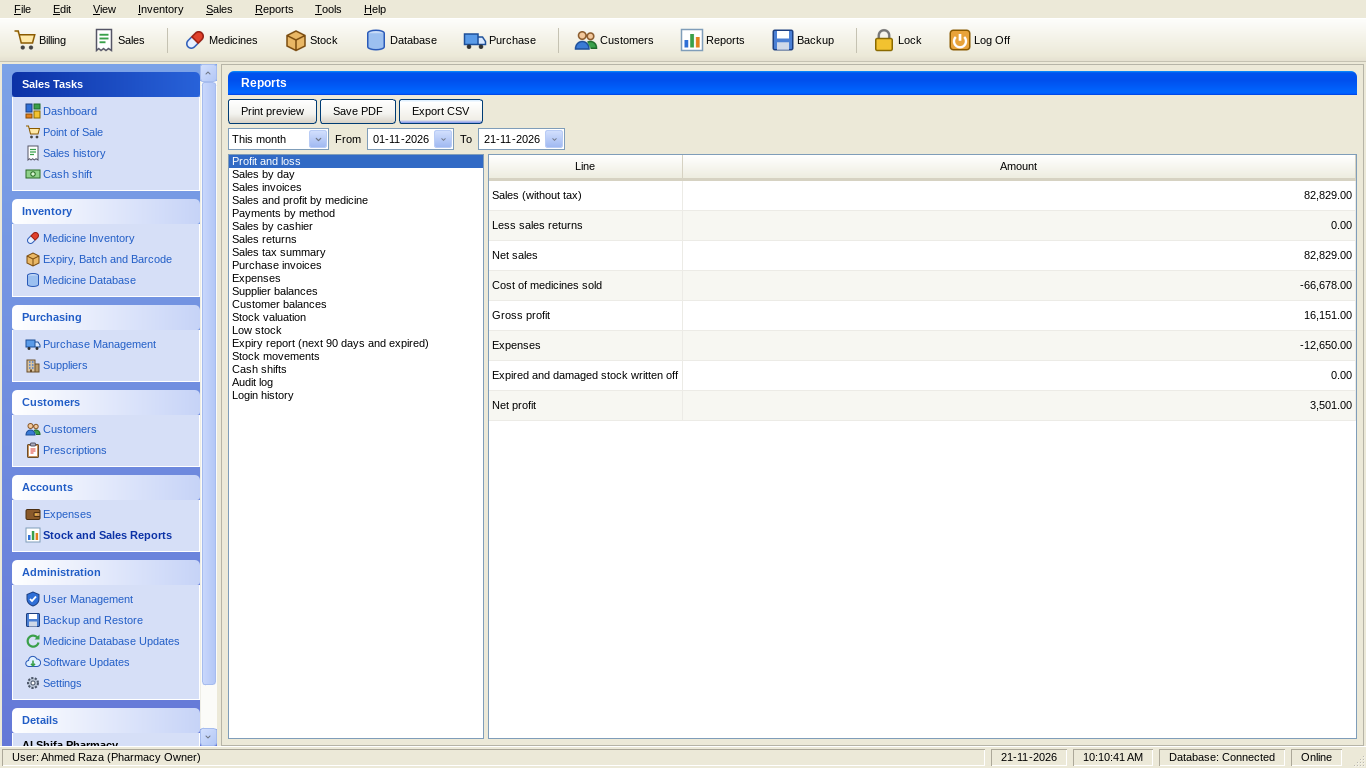 File Edit View Inventory Sales Reports Tools Help
Billing Sales Medicines Stock Database Purchase Customers Reports Backup Lock Log Off
Sales Tasks
Dashboard
Point of Sale
Sales history
Cash shift
Inventory
Medicine Inventory
Expiry, Batch and Barcode
Medicine Database
Purchasing
Purchase Management
Suppliers
Customers
Customers
Prescriptions
Accounts
Expenses
Stock and Sales Reports
Administration
User Management
Backup and Restore
Medicine Database Updates
Software Updates
Settings
Details
Al Shifa Pharmacy
Reports
Print preview Save PDF Export CSV
This month From 01-11-2026 To 21-11-2026
Profit and loss
Sales by day
Sales invoices
Sales and profit by medicine
Payments by method
Sales by cashier
Sales returns
Sales tax summary
Purchase invoices
Expenses
Supplier balances
Customer balances
Stock valuation
Low stock
Expiry report (next 90 days and expired)
Stock movements
Cash shifts
Audit log
Login history
Line Amount
Sales (without tax) 82,829.00
Less sales returns 0.00
Net sales 82,829.00
Cost of medicines sold -66,678.00
Gross profit 16,151.00
Expenses -12,650.00
Expired and damaged stock written off 0.00
Net profit 3,501.00
User: Ahmed Raza (Pharmacy Owner) 21-11-2026 10:10:41 AM Database: Connected Online